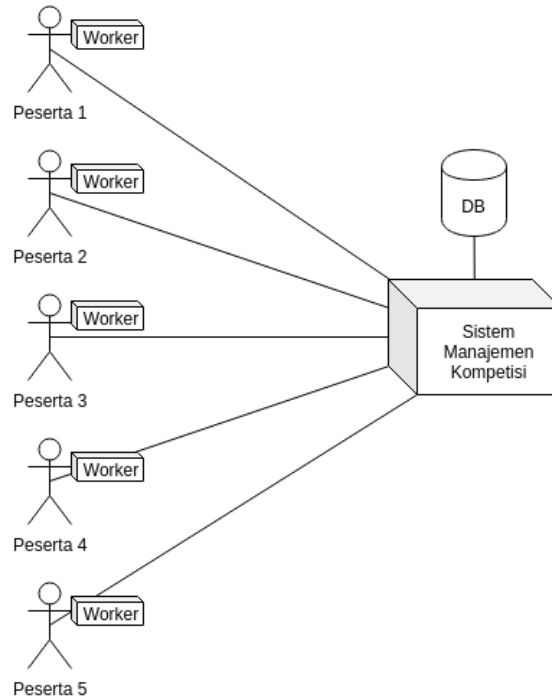 Worker
Peserta 1
Worker
Peserta 2
DB
Worker
Peserta 3
Sistem
Manajemen
Kompetisi
Worker
Peserta 4
Worker
Peserta 5